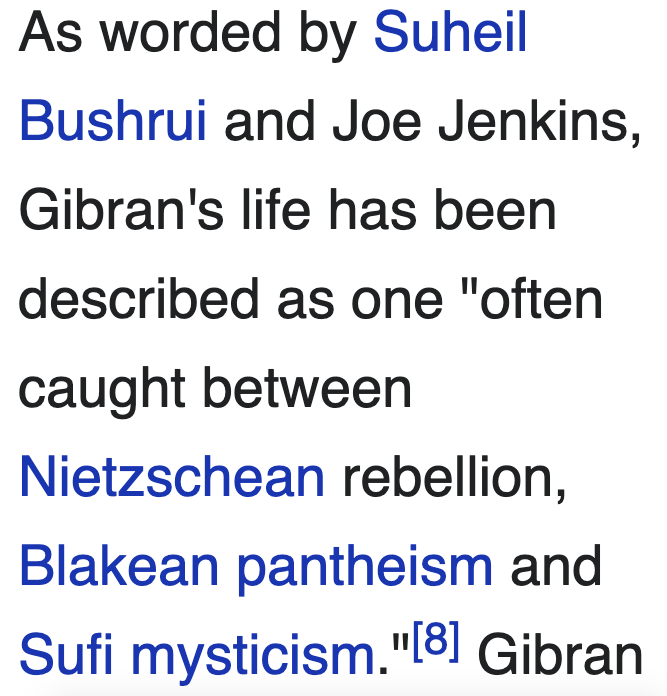 As worded by Suheil
Bushrui and Joe Jenkins,
Gibran's life has been
described as one "often
caught between
Nietzschean rebellion,
Blakean pantheism and
Sufi mysticism."[8] Gibran